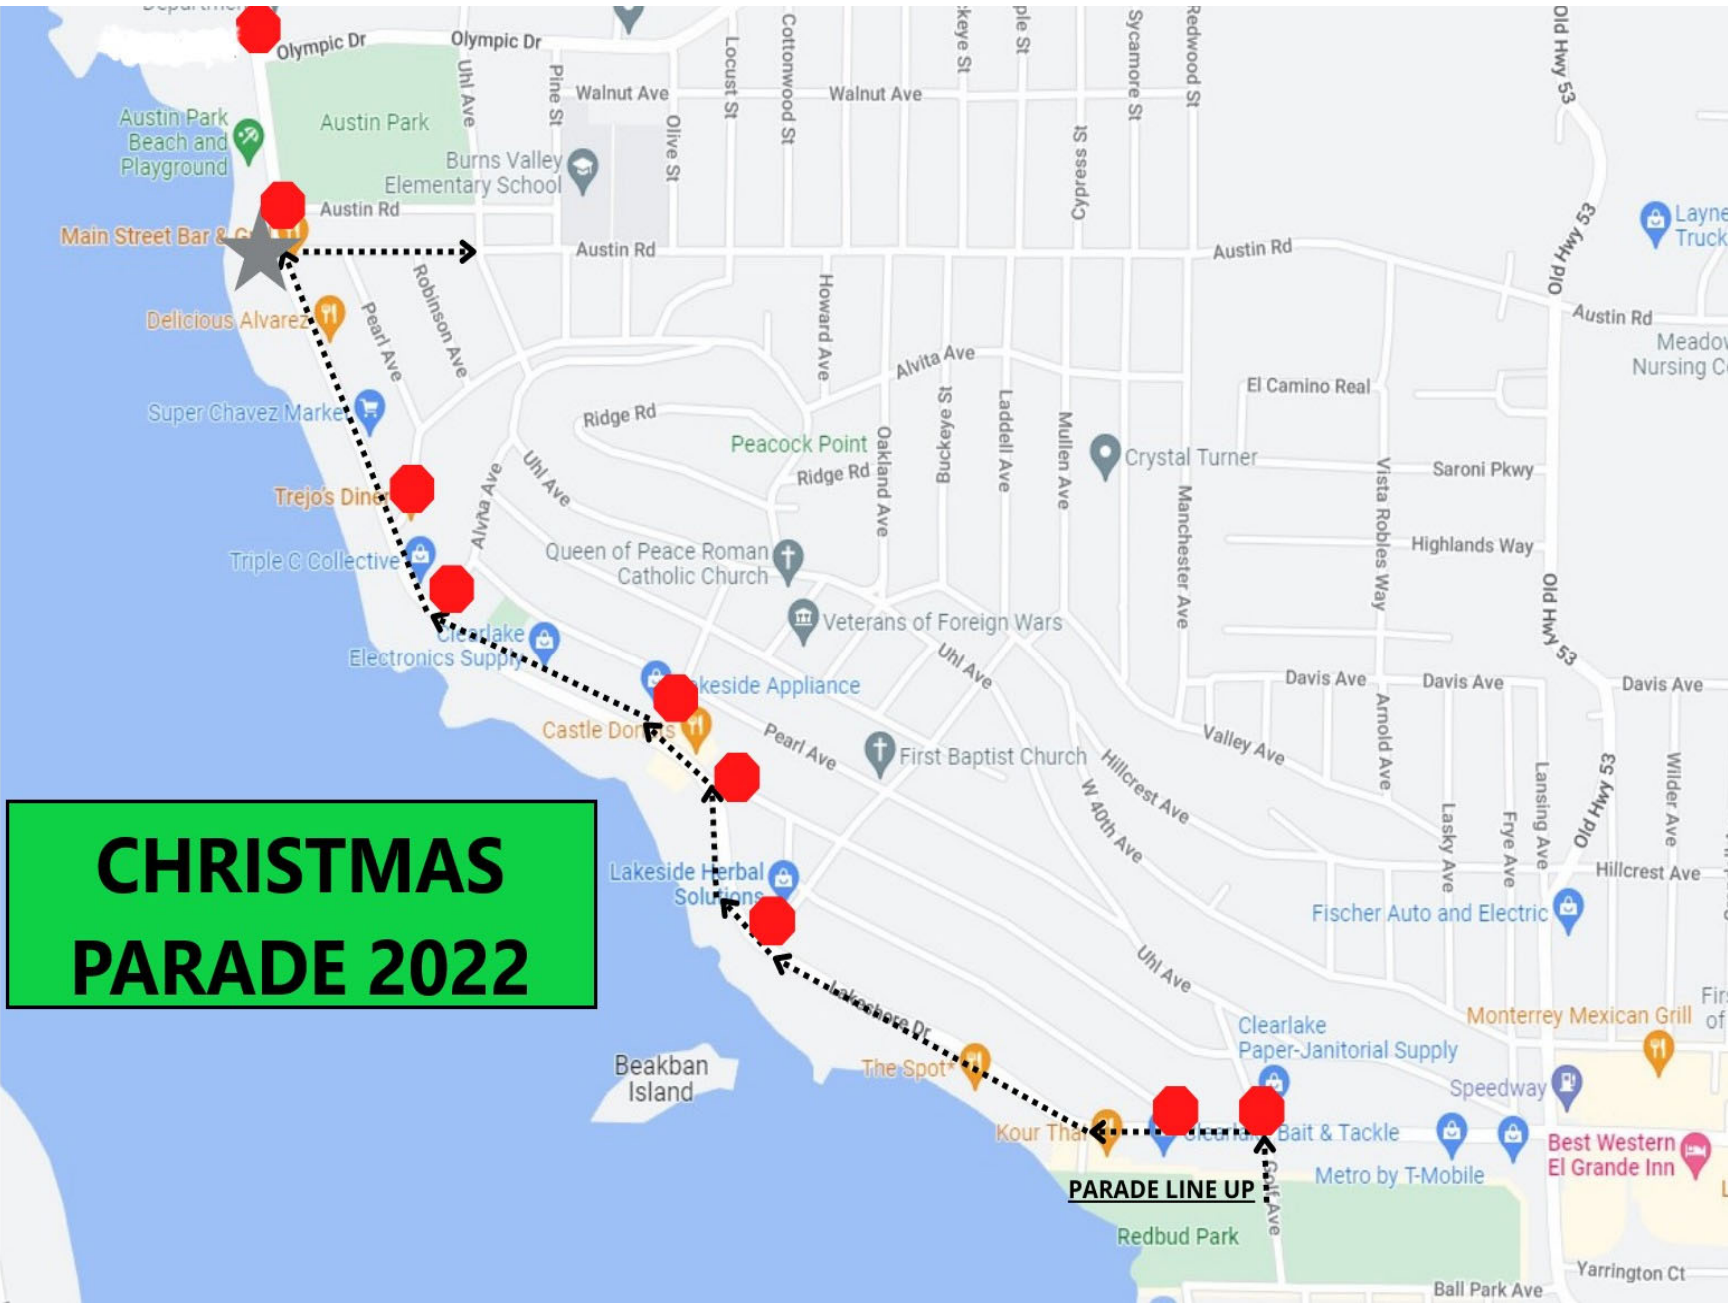 Olympic Dr
Olympic Dr
Uhl Ave
Pine St
Walnut Ave
Olive St
Locust St
Cottonwood St
Walnut Ave
Sycamore St
Redwood St
Cypress St
Old Hwy 53
Austin Park
Beach and
Playground
Austin Park
Burns Valley
Elementary School
Main Street Bar &
Austin Rd
Austin Rd
Austin Rd
Old Hwy 53
Austin Rd
Delicious Alvarez
Pearl Ave
Robinson Ave
Howard Ave
Alvita Ave
El Camino Real
Super Chavez Market
Ridge Rd
Peacock Point
Ridge Rd
Oakland Ave
Buckeye St
Laddell Ave
Mullen Ave
Crystal Turner
Manchester Ave
Vista Robles Way
Saroni Pkwy
Trejo's Diner
Alvita Ave
Uhl Ave
Highlands Way
Triple C Collective
Queen of Peace Roman
Catholic Church
Veterans of Foreign Wars
Old Hwy 53
Clearlake
Electronics Supply
Uhl Ave
Lakeside Appliance
Davis Ave
Davis Ave
Davis Ave
Arnold Ave
Castle Donuts
Pearl Ave
First Baptist Church
Valley Ave
Hillcrest Ave
W 40th Ave
Lasky Ave
Frye Ave
Lansing Ave
Old Hwy 53
Wilder Ave
Hillcrest Ave
CHRISTMAS
PARADE 2022
Lakeside Herbal
Solutions
Fischer Auto and Electric
Uhl Ave
Lakeshore Dr
Monterrey Mexican Grill
Clearlake
Paper-Janitorial Supply
Beakban
Island
The Spot*
Speedway
Kour Thai
Clearlake Bait & Tackle
Metro by T-Mobile
Best Western
El Grande Inn
PARADE LINE UP
Golf Ave
Redbud Park
Yarrington Ct
Ball Park Ave